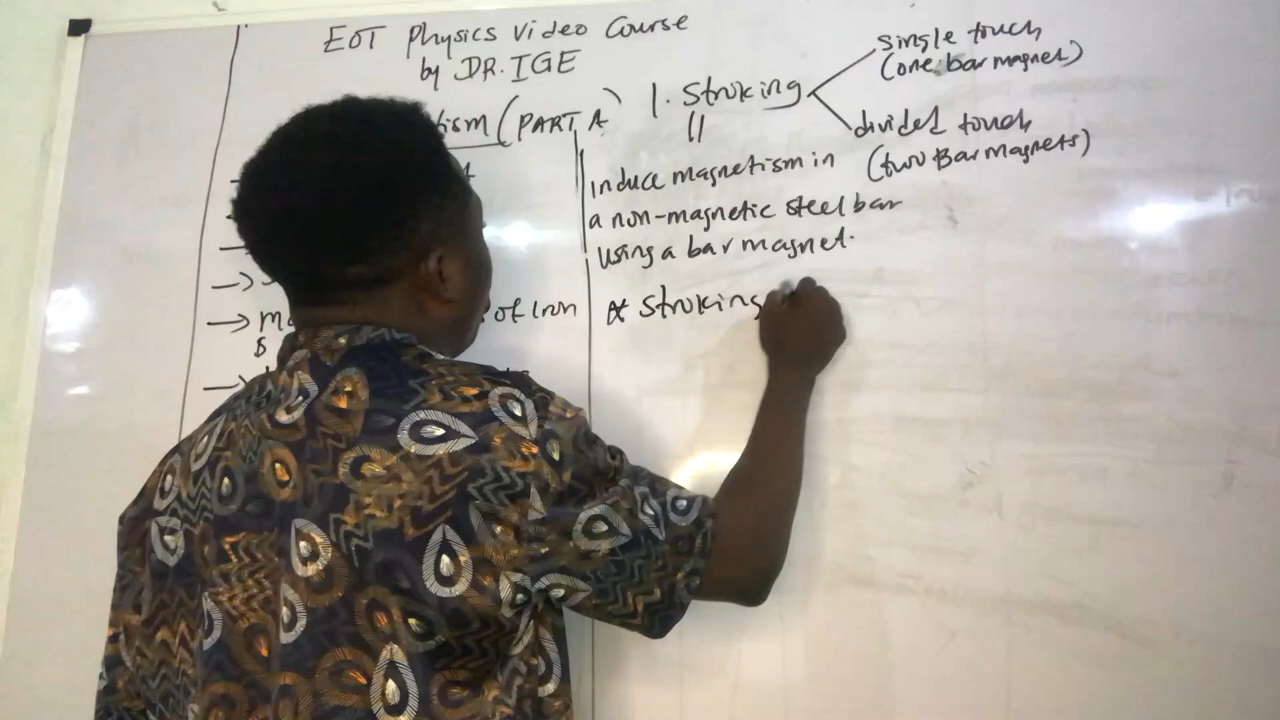 EOT Physics Video Course
by DR. IGE
tism (PART A)
→
→ m of Iron
&
→
1. Stroking
single touch
(one bar magnet)
divided touch
(two Bar magnets)
11
Induce magnetism in
a non-magnetic steel bar
using a bar magnet.
* Stroking